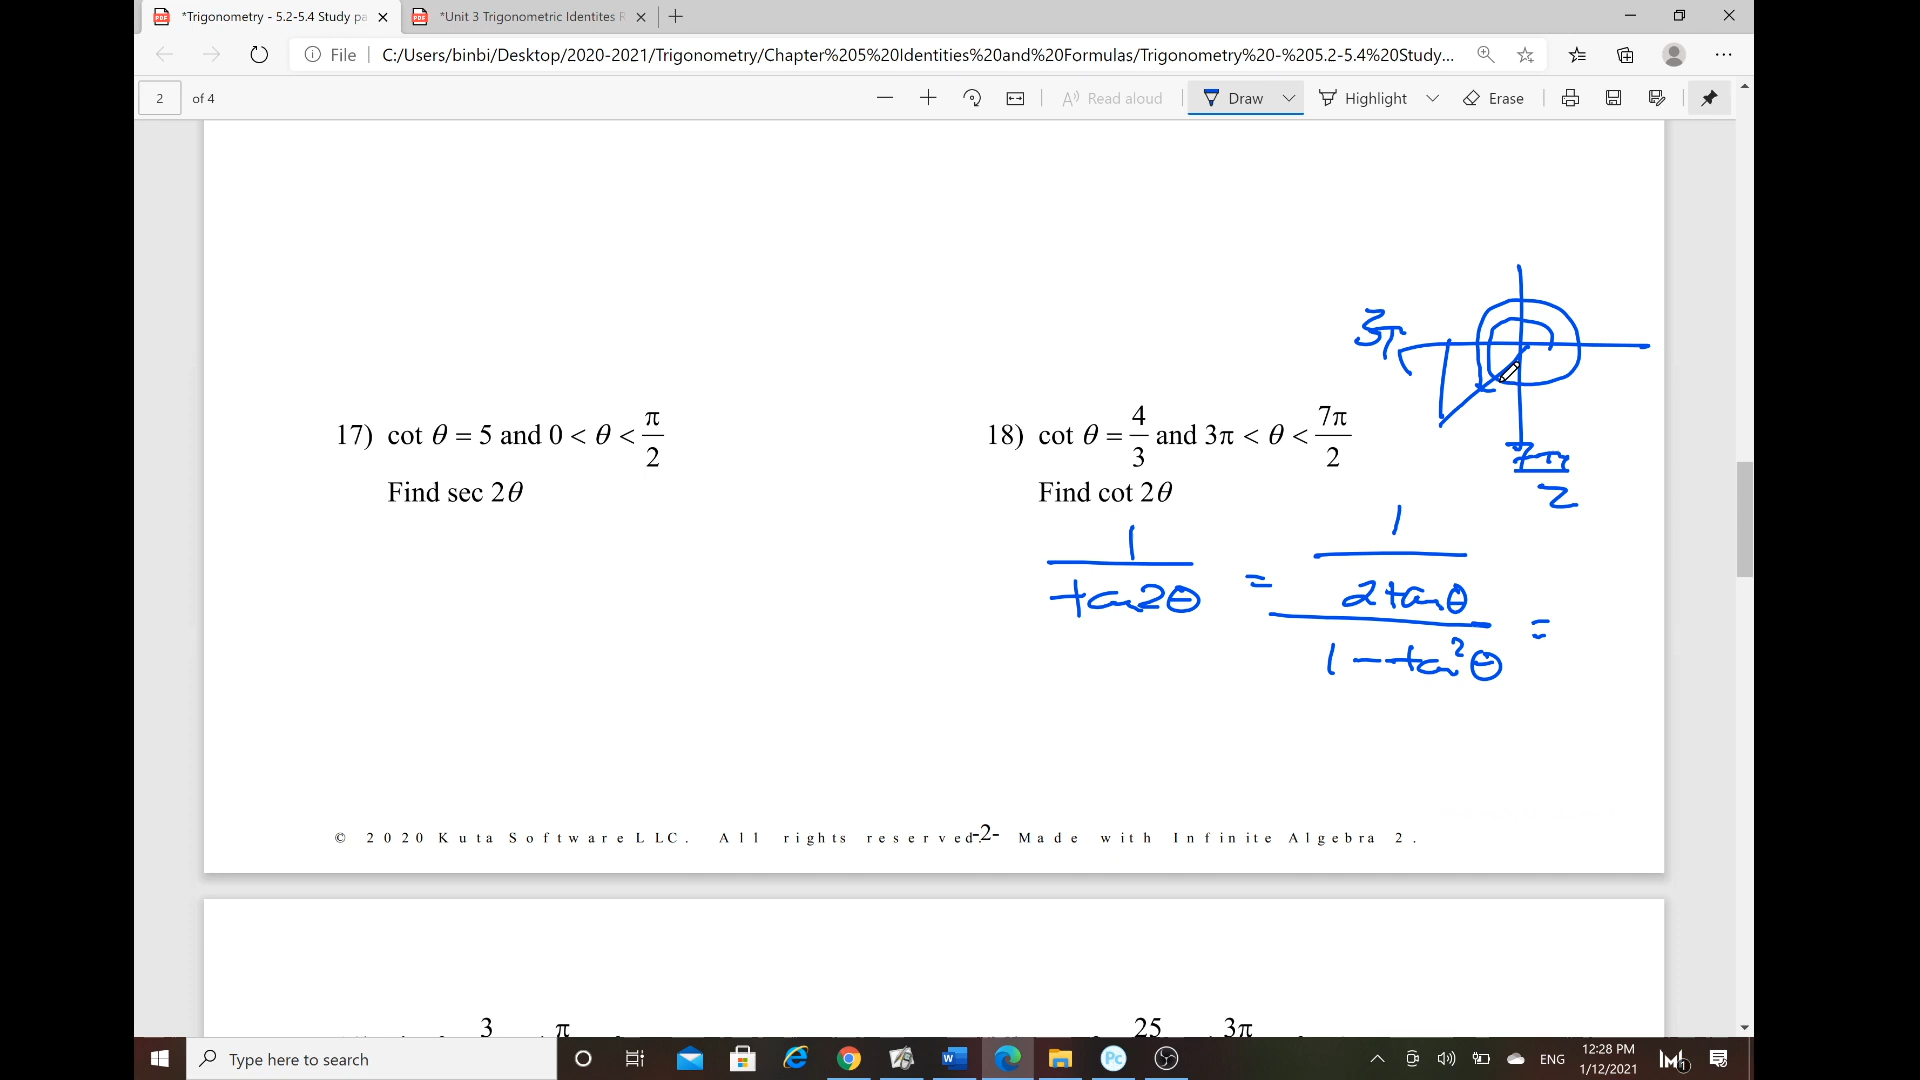 *Trigonometry - 5.2-5.4 Study pa
*Unit 3 Trigonometric Identites R
File
C:/Users/binbi/Desktop/2020-2021/Trigonometry/Chapter%205%20Identities%20and%20Formulas/Trigonometry%20-%205.2-5.4%20Study...
2 of 4
Read aloud
Draw
Highlight
Erase
3π
7π/2
17) cot θ = 5 and 0 < θ < π/2
Find sec 2θ
18) cot θ = 4/3 and 3π < θ < 7π/2
Find cot 2θ
1/tan2θ = 1/(2tanθ/(1-tan²θ)) =
© 2020 Kuta Software LLC. All rights reserved. -2- Made with Infinite Algebra 2.
3 π
25 3π
Type here to search
ENG
12:28 PM
1/12/2021